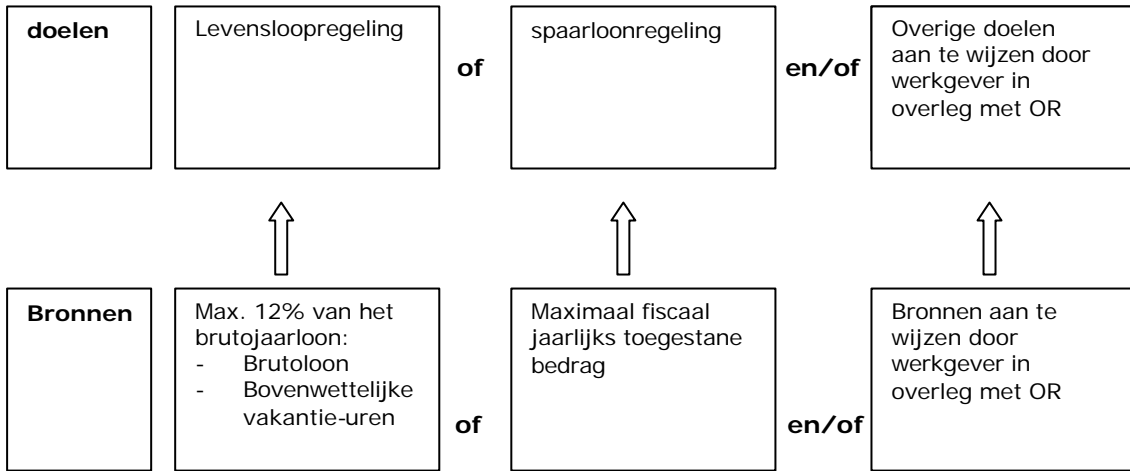 doelen
Levensloopregeling
of
spaarloonregeling
en/of
Overige doelen
aan te wijzen door
werkgever in
overleg met OR
Bronnen
Max. 12% van het
brutojaarloon:
- Brutoloon
- Bovenwettelijke
vakantie-uren
of
Maximaal fiscaal
jaarlijks toegestane
bedrag
en/of
Bronnen aan te
wijzen door
werkgever in
overleg met OR